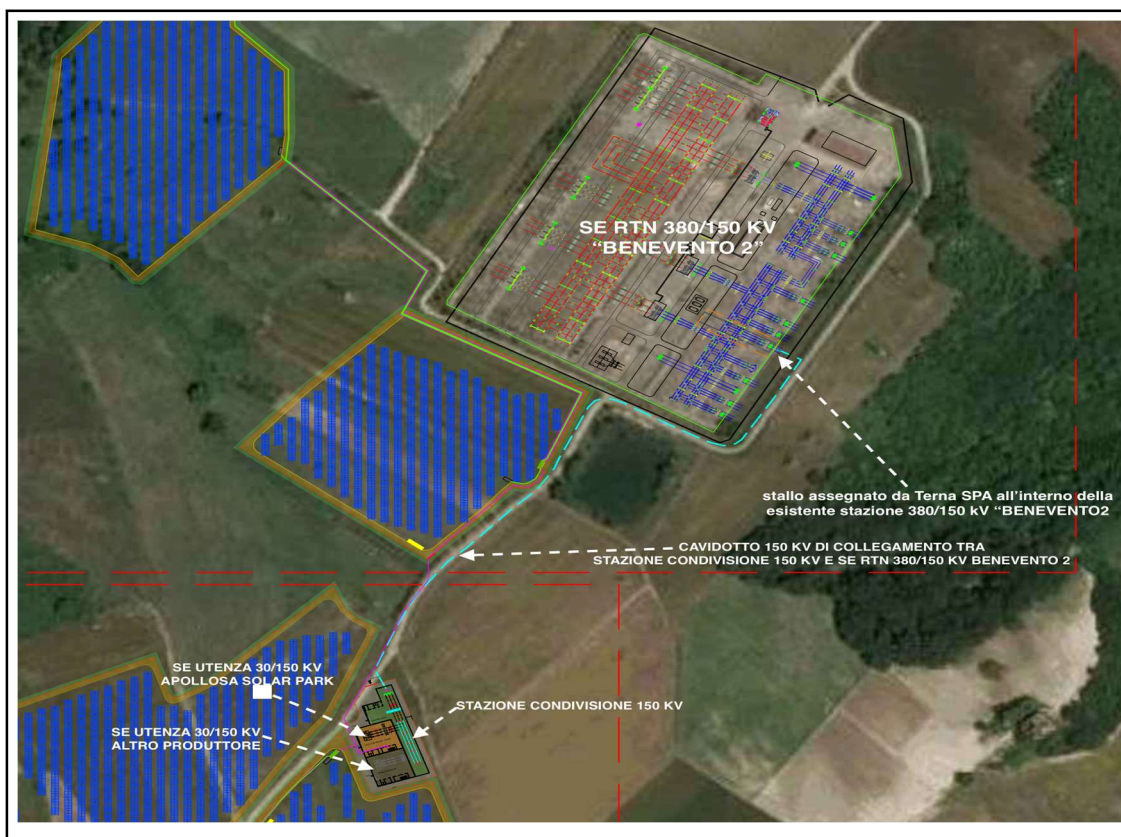 SE RTN 380/150 KV
“BENEVENTO 2”
stallo assegnato da Terna SPA all’interno della
esistente stazione 380/150 kV “BENEVENTO2
CAVIDOTTO 150 KV DI COLLEGAMENTO TRA
STAZIONE CONDIVISIONE 150 KV E SE RTN 380/150 KV BENEVENTO 2
SE UTENZA 30/150 KV
APOLLOSA SOLAR PARK
STAZIONE CONDIVISIONE 150 KV
SE UTENZA 30/150 KV
ALTRO PRODUTTORE